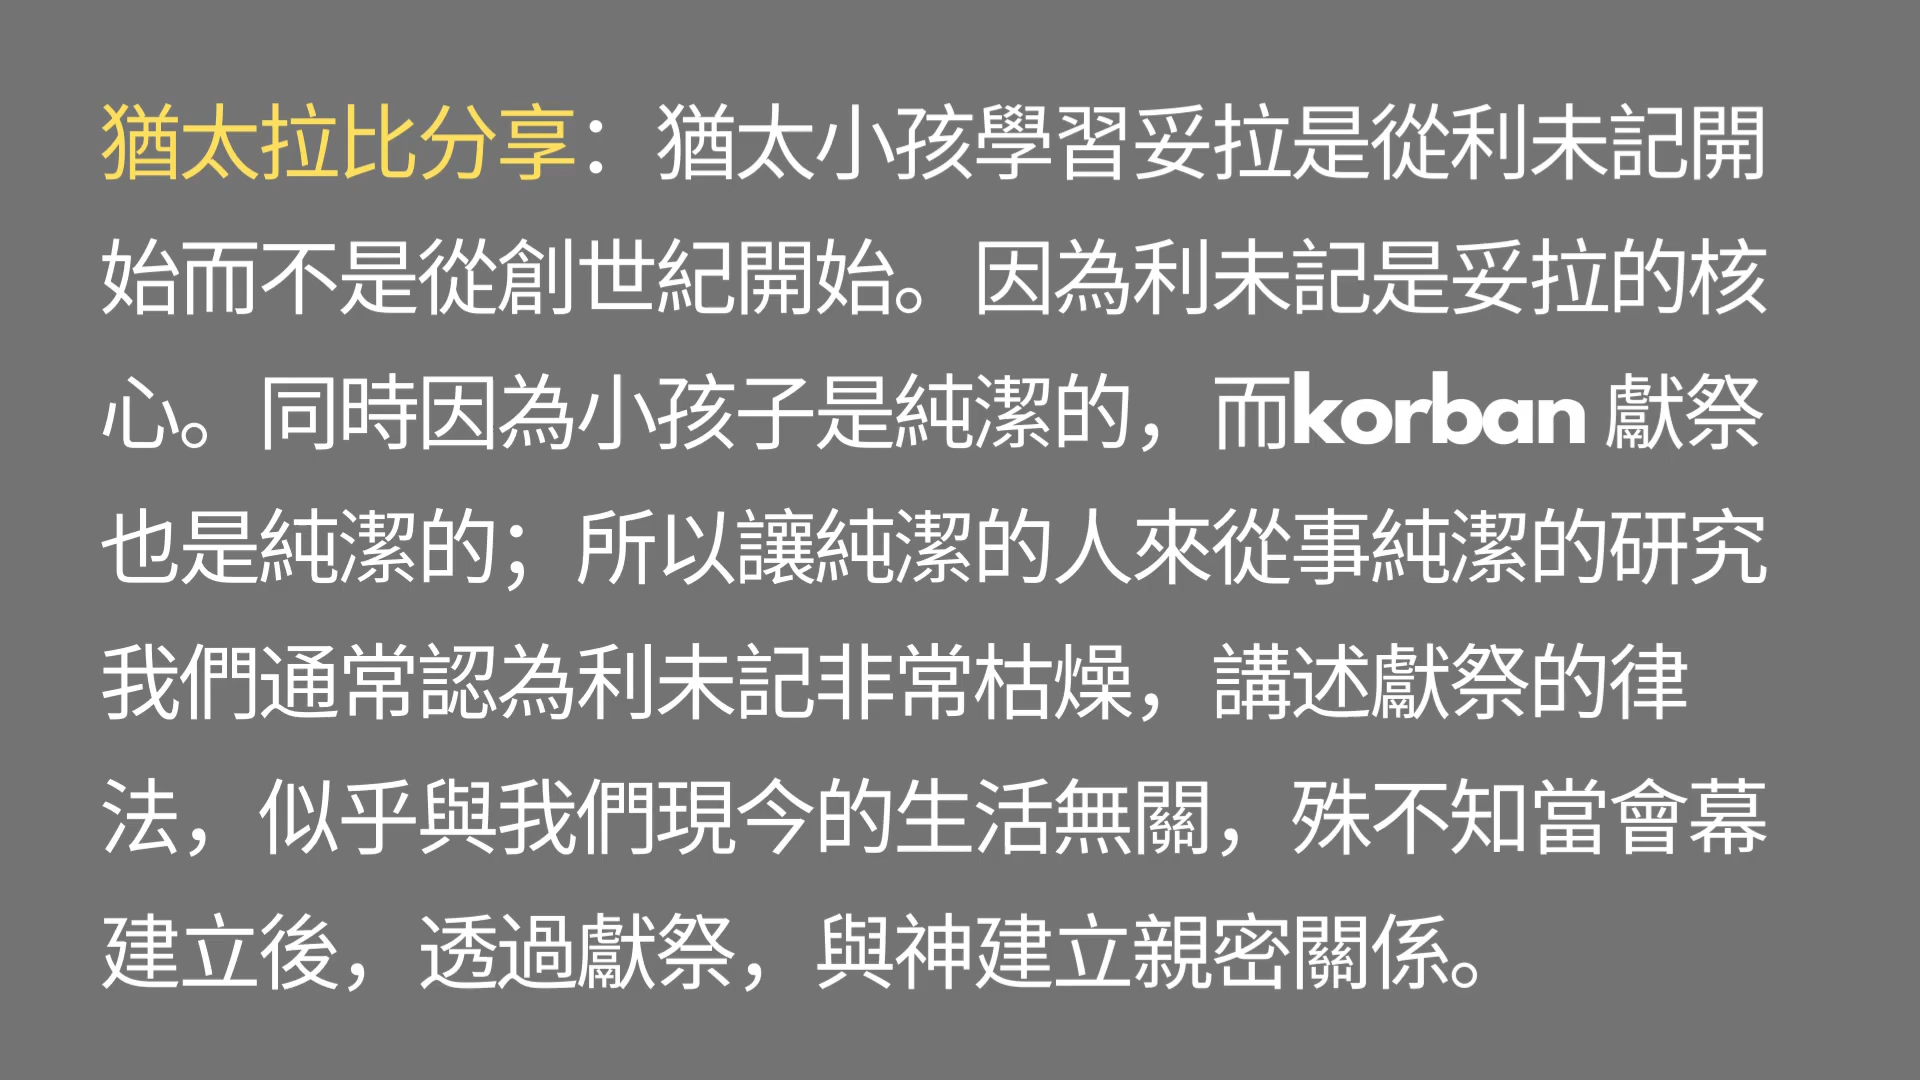 猶太拉比分享：猶太小孩學習妥拉是從利未記開
始而不是從創世紀開始。因為利未記是妥拉的核
心。同時因為小孩子是純潔的，而korban 獻祭
也是純潔的；所以讓純潔的人來從事純潔的研究
我們通常認為利未記非常枯燥，講述獻祭的律
法，似乎與我們現今的生活無關，殊不知當會幕
建立後，透過獻祭，與神建立親密關係。